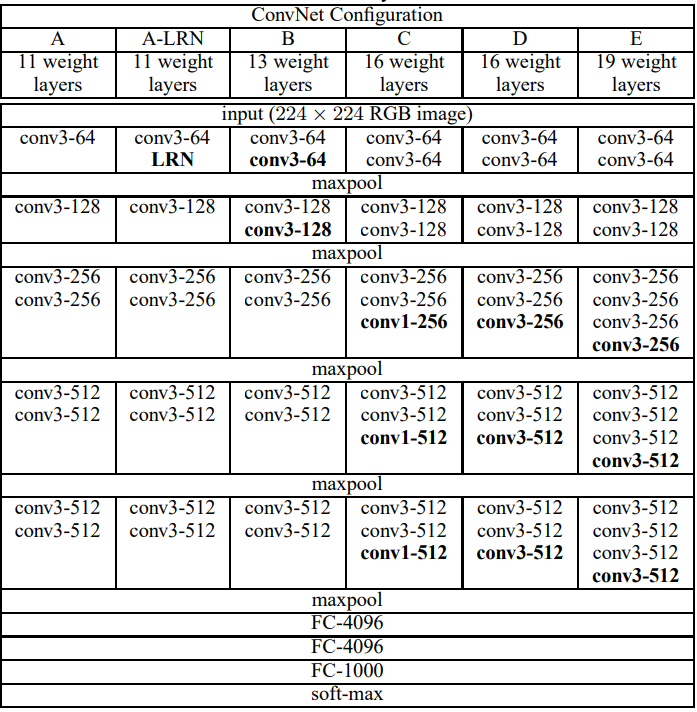 ConvNet Configuration
A A-LRN B C D E
11 weight 11 weight 13 weight 16 weight 16 weight 19 weight
layers layers layers layers layers layers
input (224 × 224 RGB image)
conv3-64 conv3-64 conv3-64 conv3-64 conv3-64 conv3-64
LRN conv3-64 conv3-64 conv3-64 conv3-64
maxpool
conv3-128 conv3-128 conv3-128 conv3-128 conv3-128 conv3-128
conv3-128 conv3-128 conv3-128 conv3-128
maxpool
conv3-256 conv3-256 conv3-256 conv3-256 conv3-256 conv3-256
conv3-256 conv3-256 conv3-256 conv3-256 conv3-256 conv3-256
conv1-256 conv3-256 conv3-256
conv3-256
maxpool
conv3-512 conv3-512 conv3-512 conv3-512 conv3-512 conv3-512
conv3-512 conv3-512 conv3-512 conv3-512 conv3-512 conv3-512
conv1-512 conv3-512 conv3-512
conv3-512
maxpool
conv3-512 conv3-512 conv3-512 conv3-512 conv3-512 conv3-512
conv3-512 conv3-512 conv3-512 conv3-512 conv3-512 conv3-512
conv1-512 conv3-512 conv3-512
conv3-512
maxpool
FC-4096
FC-4096
FC-1000
soft-max